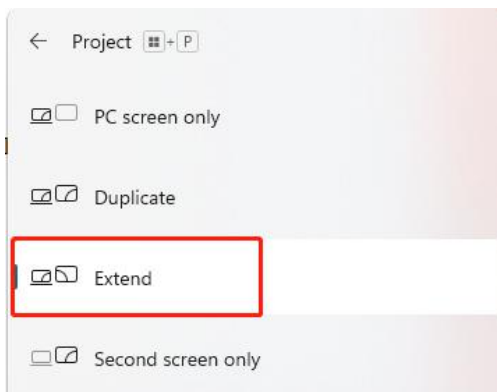 Project + P
PC screen only
Duplicate
Extend
Second screen only